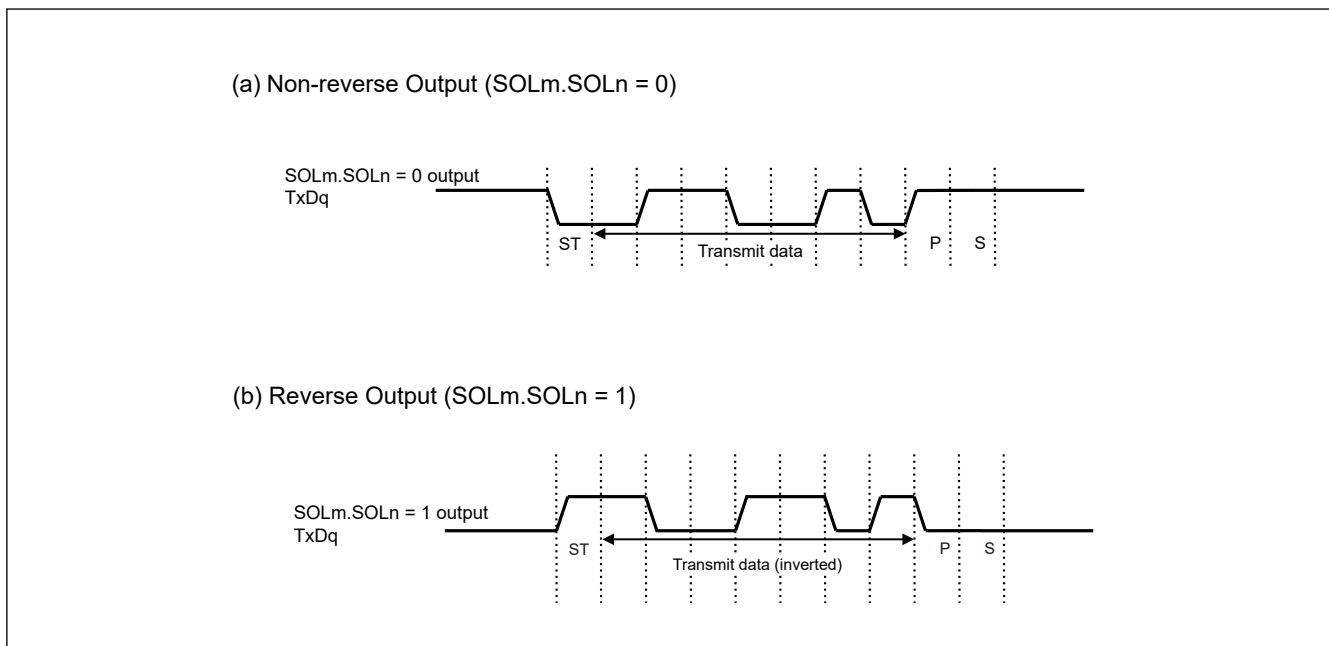 (a) Non-reverse Output (SOLm.SOLn = 0)
SOLm.SOLn = 0 output
TxDq
ST
Transmit data
P
S
(b) Reverse Output (SOLm.SOLn = 1)
SOLm.SOLn = 1 output
TxDq
ST
Transmit data (inverted)
P
S